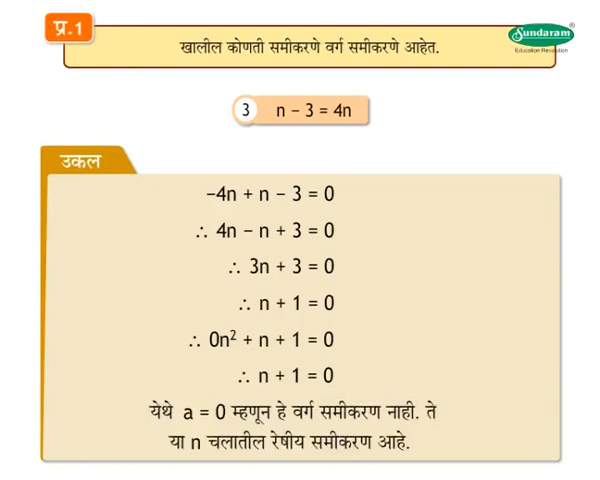 प्र.1
खालील कोणती समीकरणे वर्ग समीकरणे आहेत.
Sundaram®
Education Revolution
3 n − 3 = 4n
उकल
−4n + n − 3 = 0
∴ 4n − n + 3 = 0
∴ 3n + 3 = 0
∴ n + 1 = 0
∴ 0n² + n + 1 = 0
∴ n + 1 = 0
येथे a = 0 म्हणून हे वर्ग समीकरण नाही. ते
या n चलातील रेषीय समीकरण आहे.